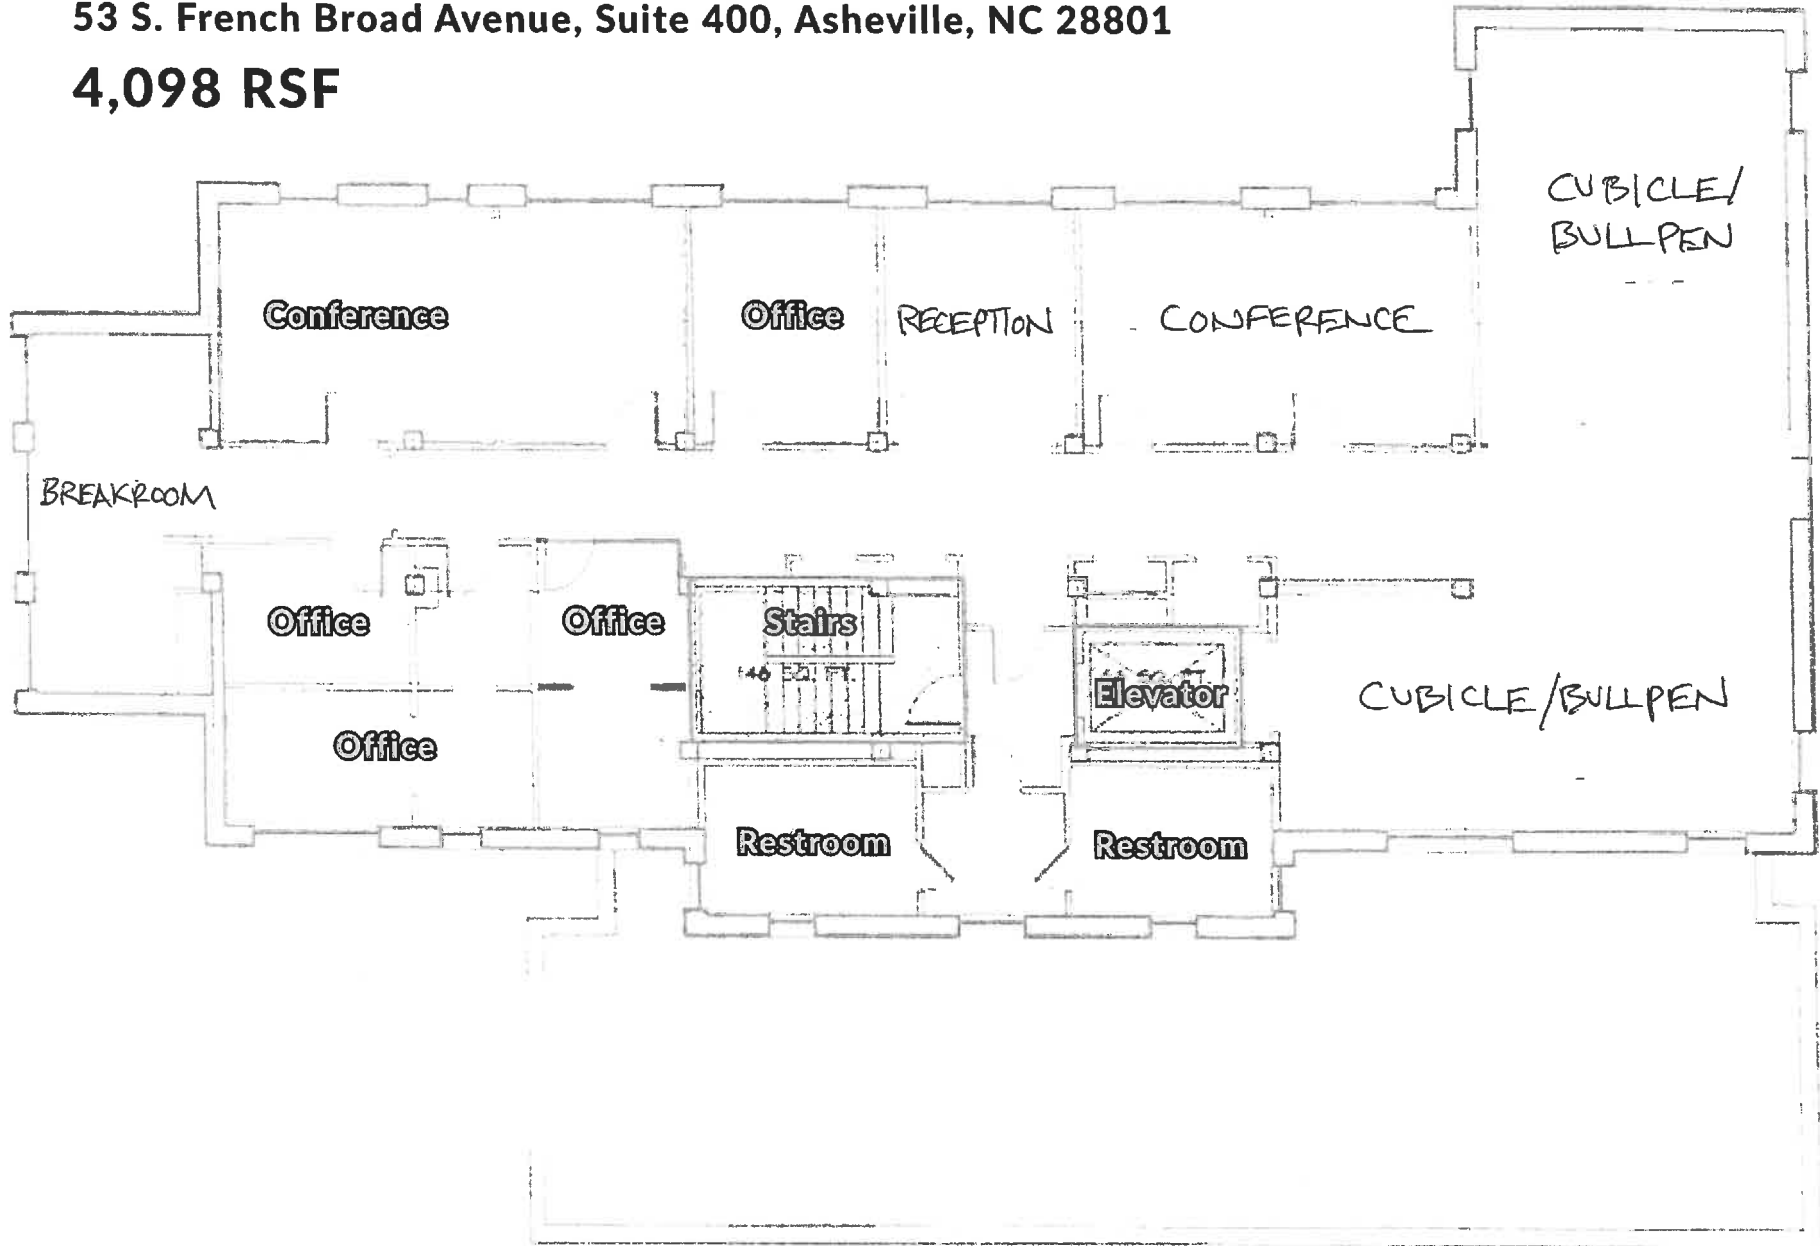 53 S. French Broad Avenue, Suite 400, Asheville, NC 28801
4,098 RSF
CUBICLE/
BULLPEN
Conference
Office
RECEPTION
CONFERENCE
BREAKROOM
Office
Office
Stairs
Elevator
CUBICLE/BULLPEN
Office
Restroom
Restroom